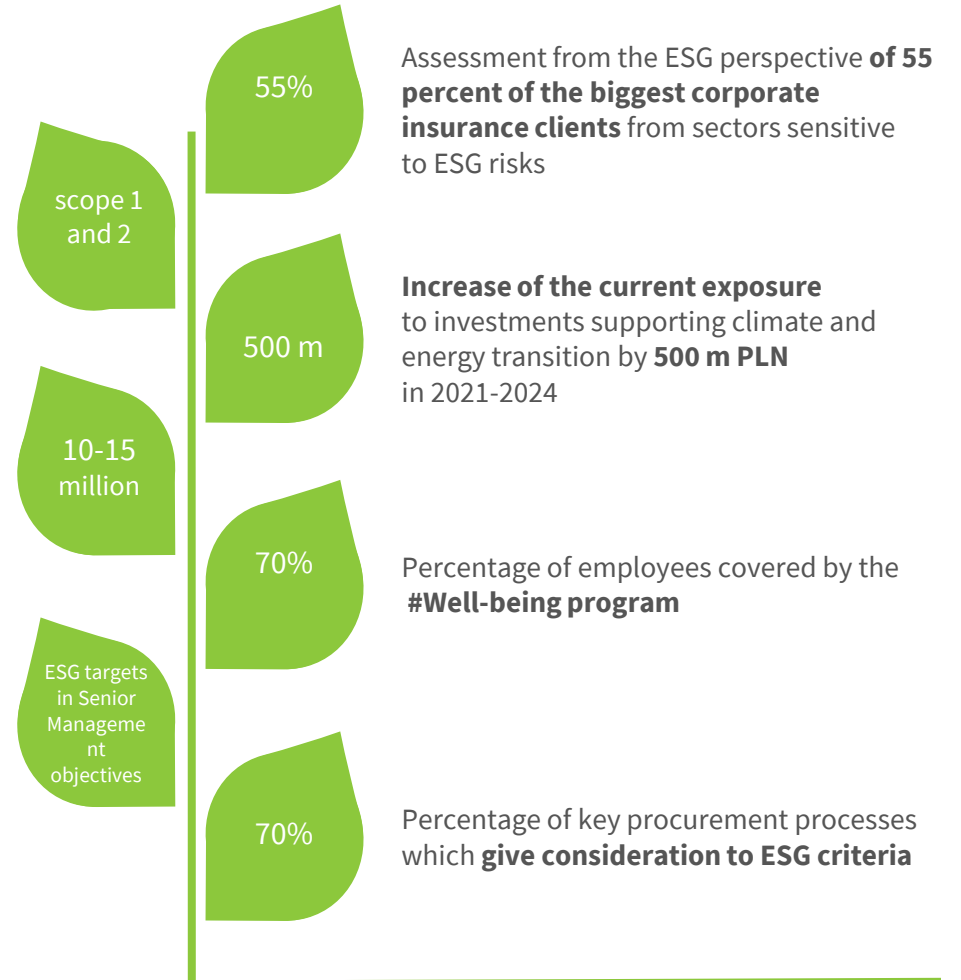 55%
Assessment from the ESG perspective of 55
percent of the biggest corporate
insurance clients from sectors sensitive
to ESG risks
scope 1
and 2
500 m
Increase of the current exposure
to investments supporting climate and
energy transition by 500 m PLN
in 2021-2024
10-15
million
70%
Percentage of employees covered by the
#Well-being program
ESG targets
in Senior
Manageme
nt
objectives
70%
Percentage of key procurement processes
which give consideration to ESG criteria